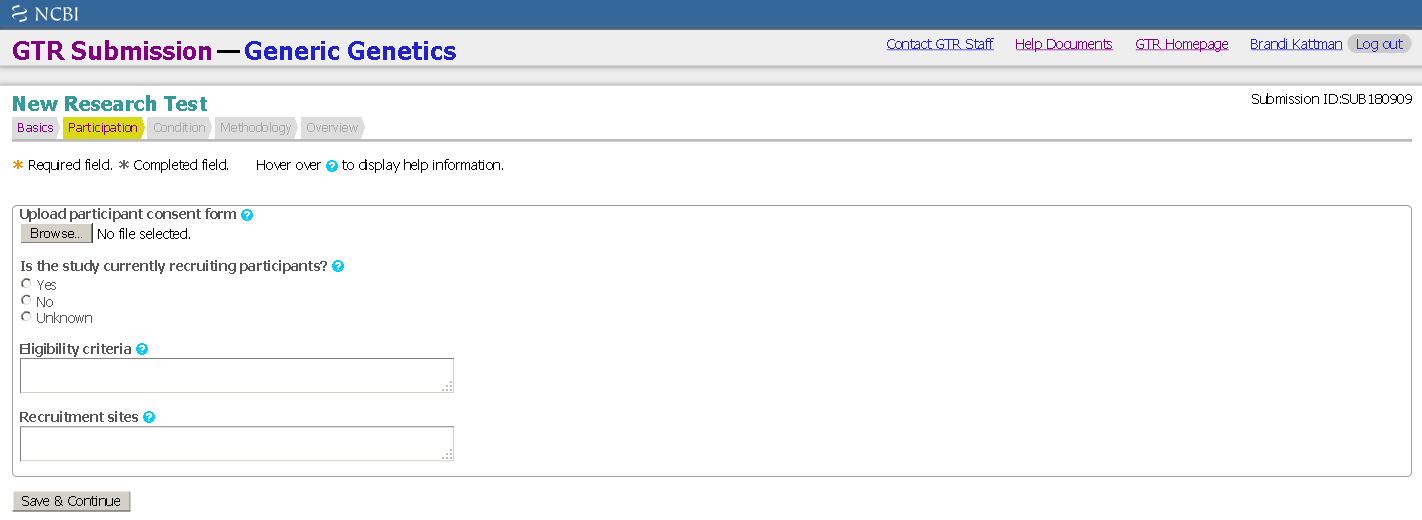 NCBI
GTR Submission — Generic Genetics
Contact GTR Staff Help Documents GTR Homepage Brandi Kattman Log out
New Research Test
Submission ID:SUB180909
Basics Participation Condition Methodology Overview
* Required field. * Completed field. Hover over ? to display help information.
Upload participant consent form ?
Browse... No file selected.
Is the study currently recruiting participants? ?
Yes
No
Unknown
Eligibility criteria ?
Recruitment sites ?
Save & Continue